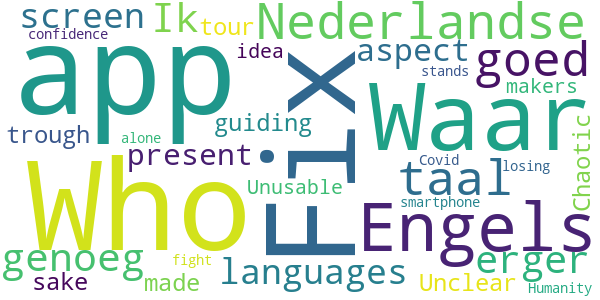 screen
Ik
tour
Nederlandse
confidence
app
idea
aspect
goed
stands
makers
Fix
Waar
trough
alone
guiding
present
Covid
losing
Chaotic
Who
Unusable
taal
smartphone
Engels
genoeg
languages
erger
fight
sake
made
Unclear
Humanity